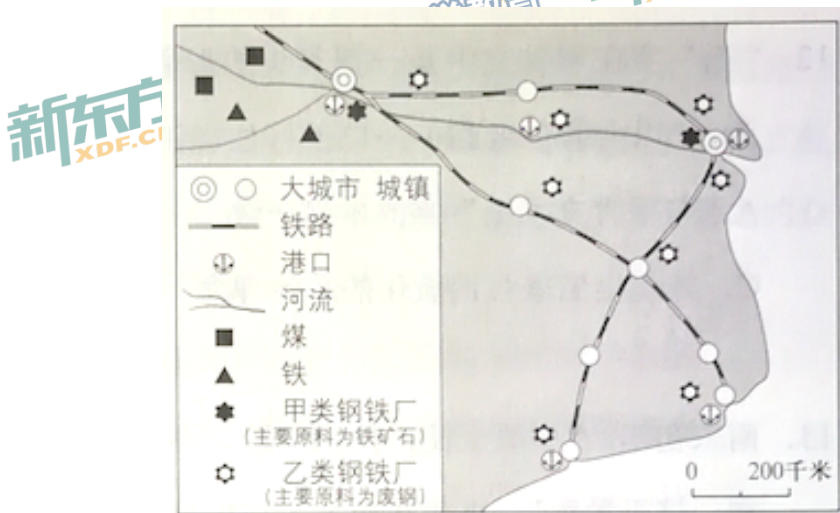 新东方
XDF.C
大城市 城镇
铁路
港口
河流
煤
铁
甲类钢铁厂
(主要原料为铁矿石)
乙类钢铁厂
(主要原料为废钢)
0 200千米